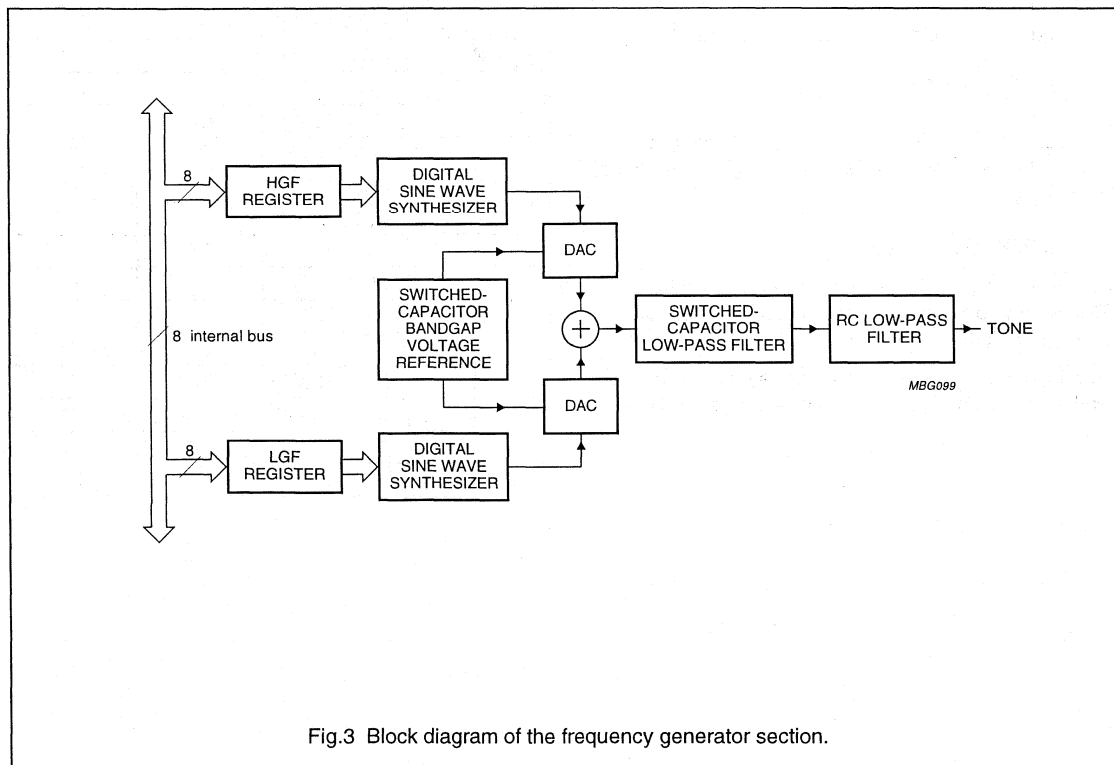 8
HGF
REGISTER
DIGITAL
SINE WAVE
SYNTHESIZER
DAC
SWITCHED-
CAPACITOR
BANDGAP
VOLTAGE
REFERENCE
8 internal bus
+
SWITCHED-
CAPACITOR
LOW-PASS FILTER
RC LOW-PASS
FILTER
TONE
MBG099
DAC
8
LGF
REGISTER
DIGITAL
SINE WAVE
SYNTHESIZER
Fig.3 Block diagram of the frequency generator section.